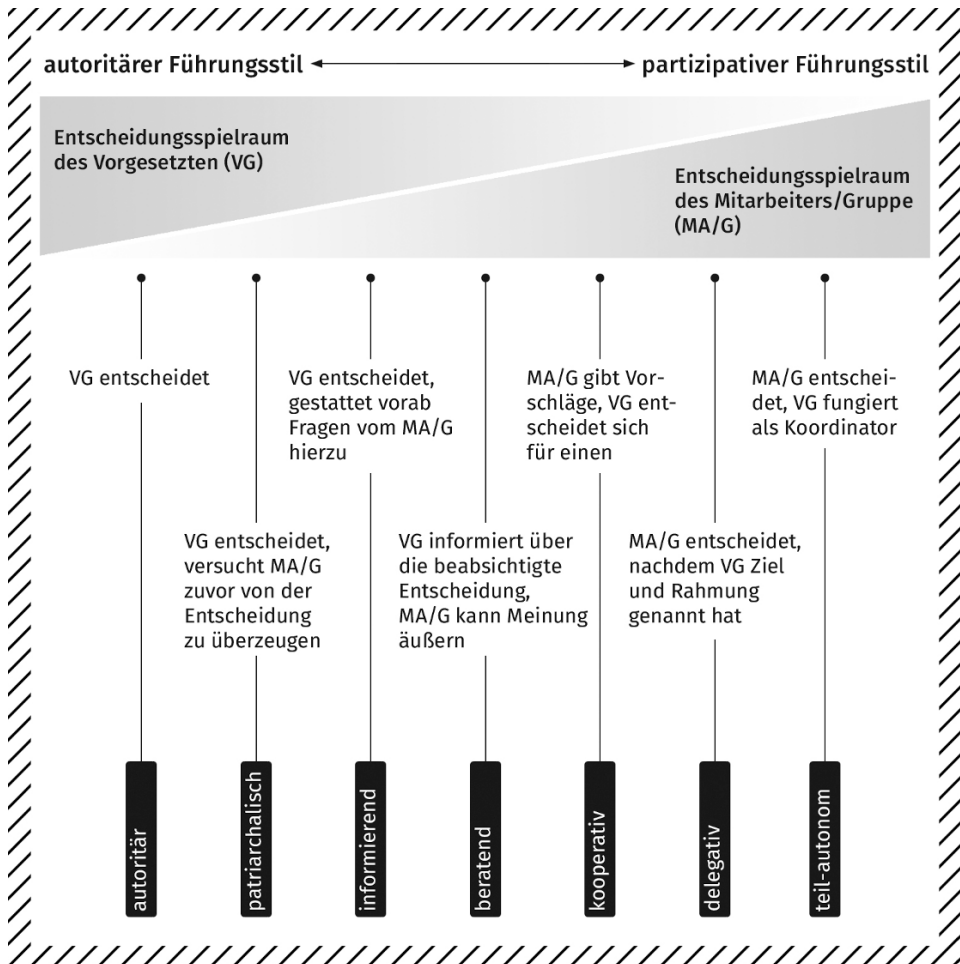 autoritärer Führungsstil
partizipativer Führungsstil
Entscheidungsspielraum
des Vorgesetzten (VG)
Entscheidungsspielraum
des Mitarbeiters/Gruppe
(MA/G)
VG entscheidet
VG entscheidet,
versucht MA/G
zuvor von der
Entscheidung
zu überzeugen
VG entscheidet,
gestattet vorab
Fragen vom MA/G
hierzu
VG informiert über
die beabsichtigte
Entscheidung,
MA/G kann Meinung
äußern
MA/G gibt Vor-
schläge, VG ent-
scheidet sich
für einen
MA/G entscheidet,
nachdem VG Ziel
und Rahmung
genannt hat
MA/G entschei-
det, VG fungiert
als Koordinator
autoritär
patriarchalisch
informierend
beratend
kooperativ
delegativ
teil-autonom